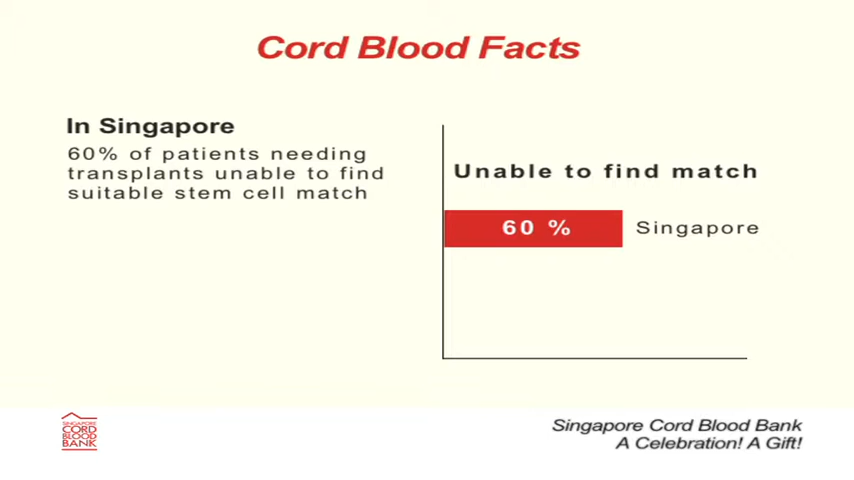 Cord Blood Facts
In Singapore
60% of patients needing
transplants unable to find
suitable stem cell match
Unable to find match
60 %
Singapore
SINGAPORE
CORD
BLOOD
BANK
Singapore Cord Blood Bank
A Celebration! A Gift!